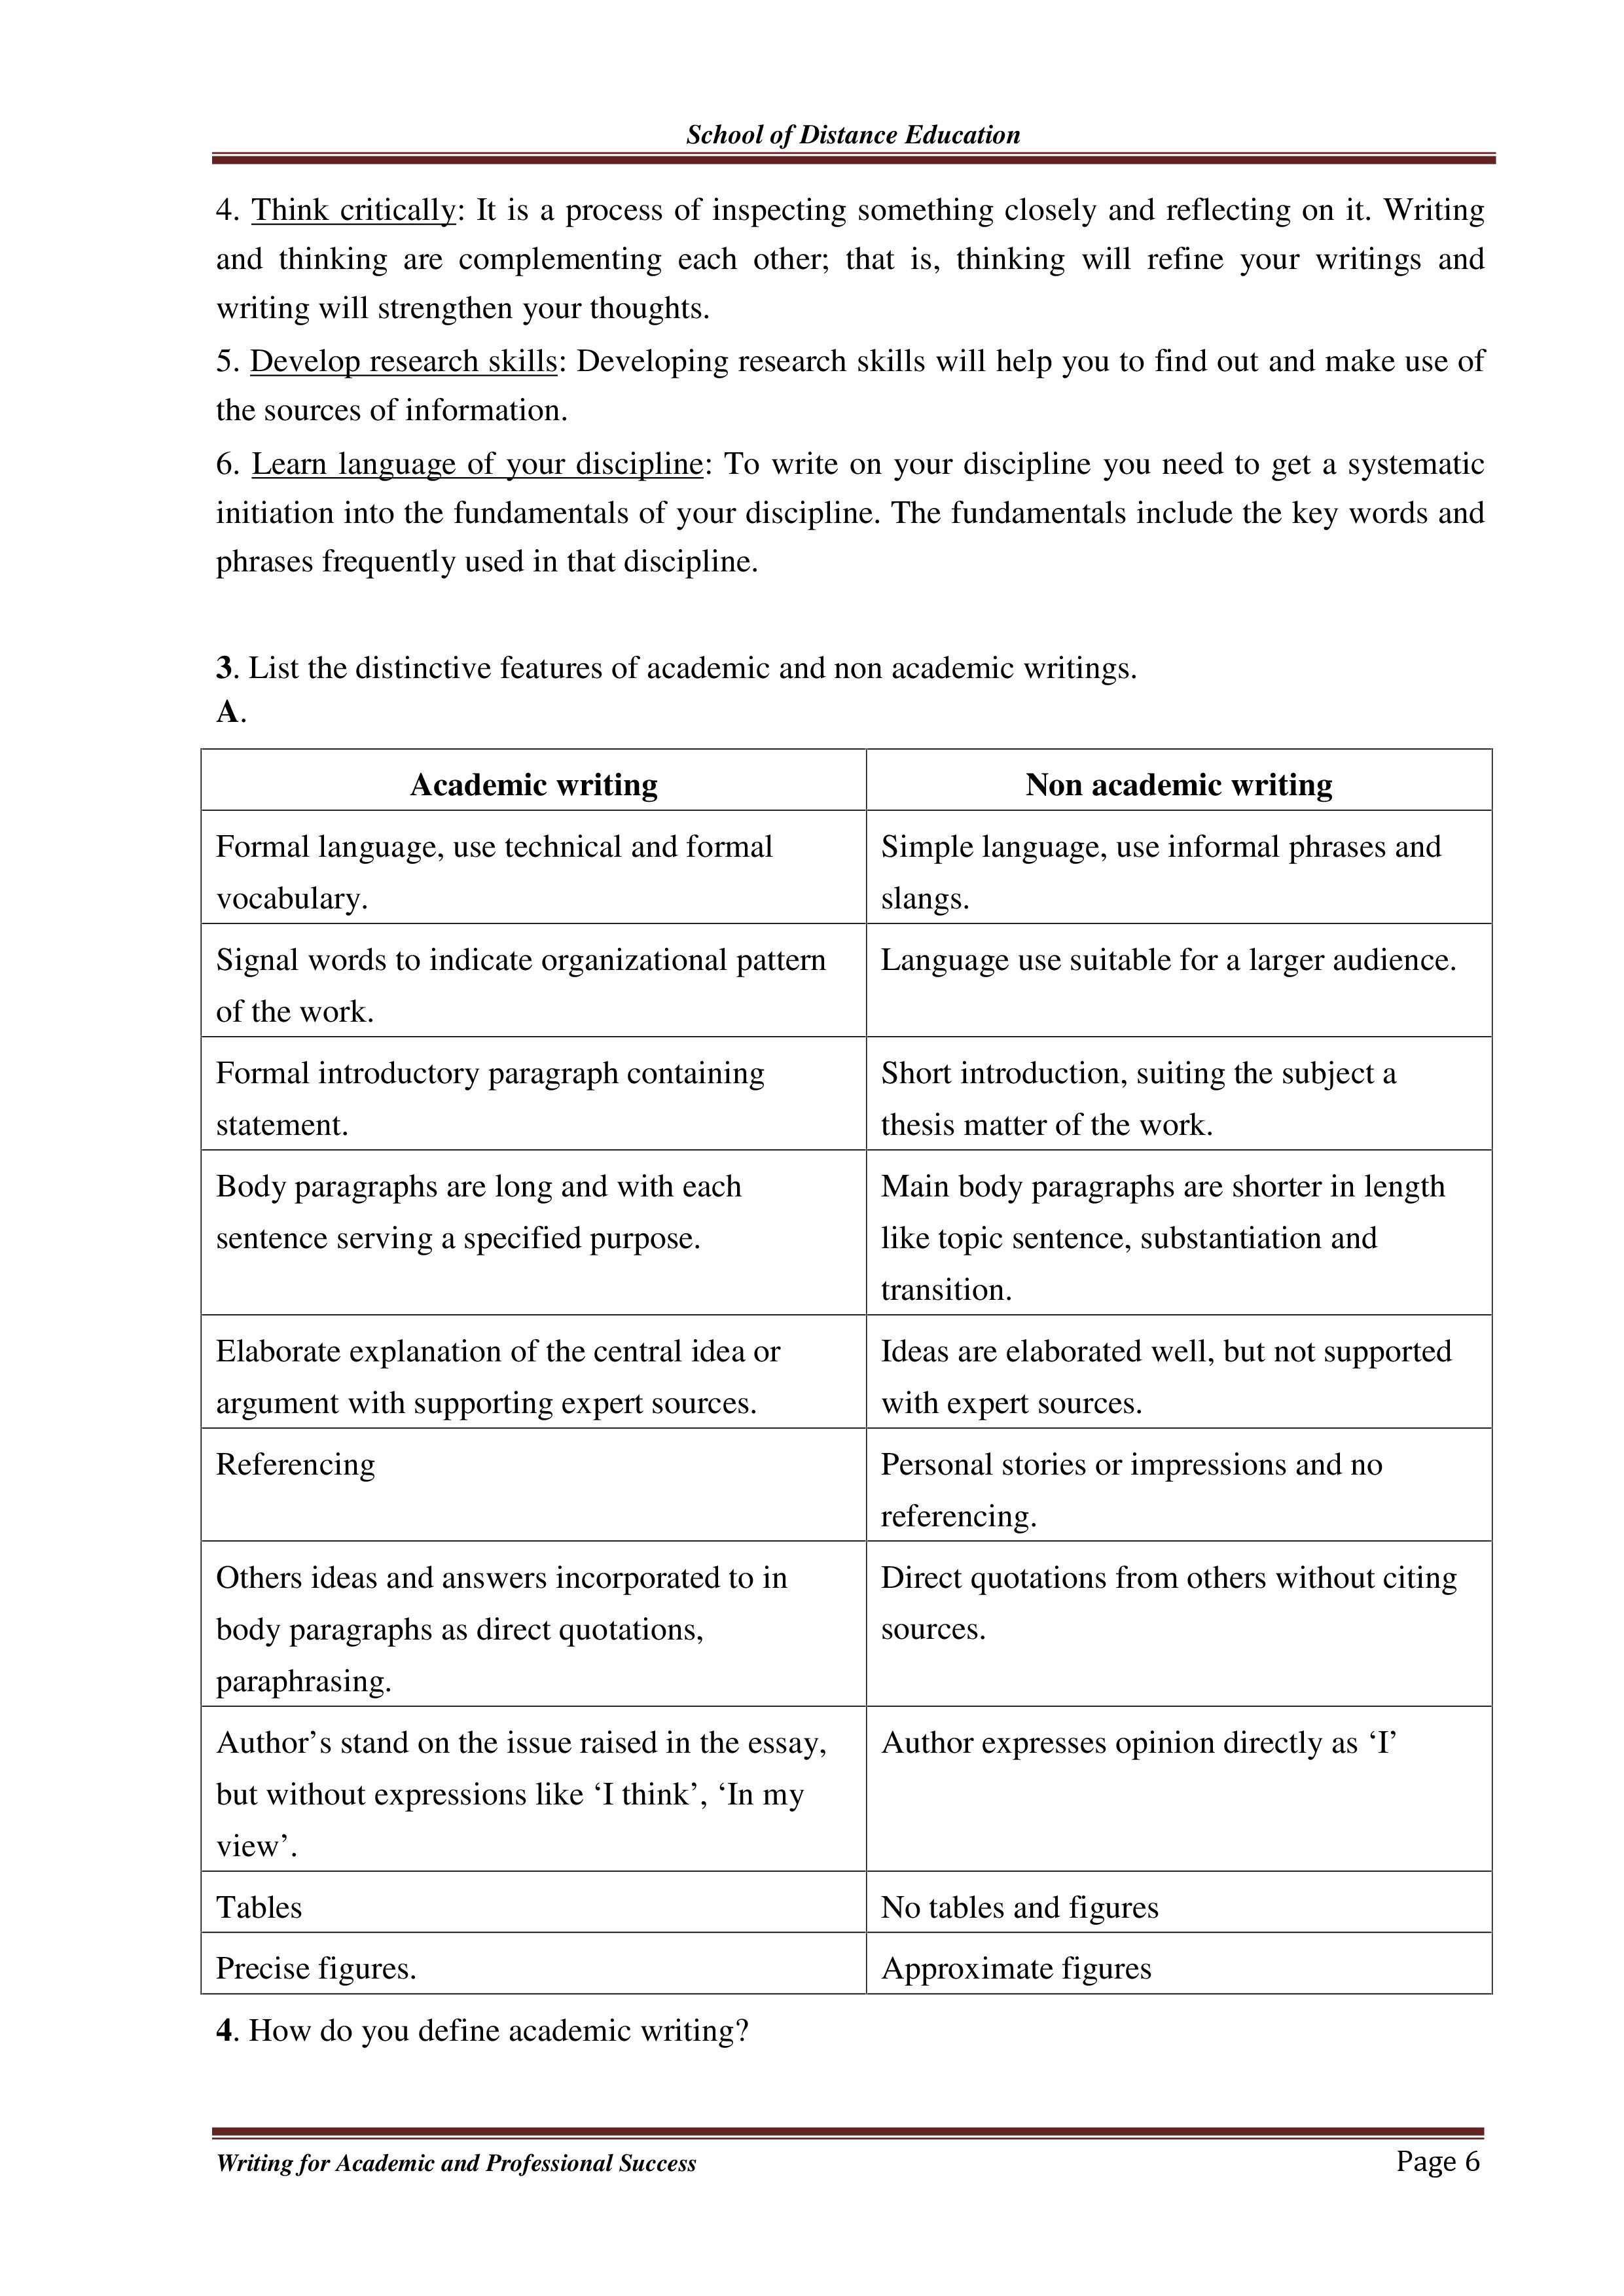 School of Distance Education
4. Think critically: It is a process of inspecting something closely and reflecting on it. Writing
and thinking are complementing each other; that is, thinking will refine your writings and
writing will strengthen your thoughts.
5. Develop research skills: Developing research skills will help you to find out and make use of
the sources of information.
6. Learn language of your discipline: To write on your discipline you need to get a systematic
initiation into the fundamentals of your discipline. The fundamentals include the key words and
phrases frequently used in that discipline.
3. List the distinctive features of academic and non academic writings.
A.
Academic writing
Non academic writing
Formal language, use technical and formal
vocabulary.
Simple language, use informal phrases and
slangs.
Signal words to indicate organizational pattern
of the work.
Language use suitable for a larger audience.
Formal introductory paragraph containing
statement.
Short introduction, suiting the subject a
thesis matter of the work.
Body paragraphs are long and with each
sentence serving a specified purpose.
Main body paragraphs are shorter in length
like topic sentence, substantiation and
transition.
Elaborate explanation of the central idea or
argument with supporting expert sources.
Ideas are elaborated well, but not supported
with expert sources.
Referencing
Personal stories or impressions and no
referencing.
Others ideas and answers incorporated to in
body paragraphs as direct quotations,
paraphrasing.
Direct quotations from others without citing
sources.
Author’s stand on the issue raised in the essay,
but without expressions like ‘I think’, ‘In my
view’.
Author expresses opinion directly as ‘I’
Tables
No tables and figures
Precise figures.
Approximate figures
4. How do you define academic writing?
Writing for Academic and Professional Success
Page 6